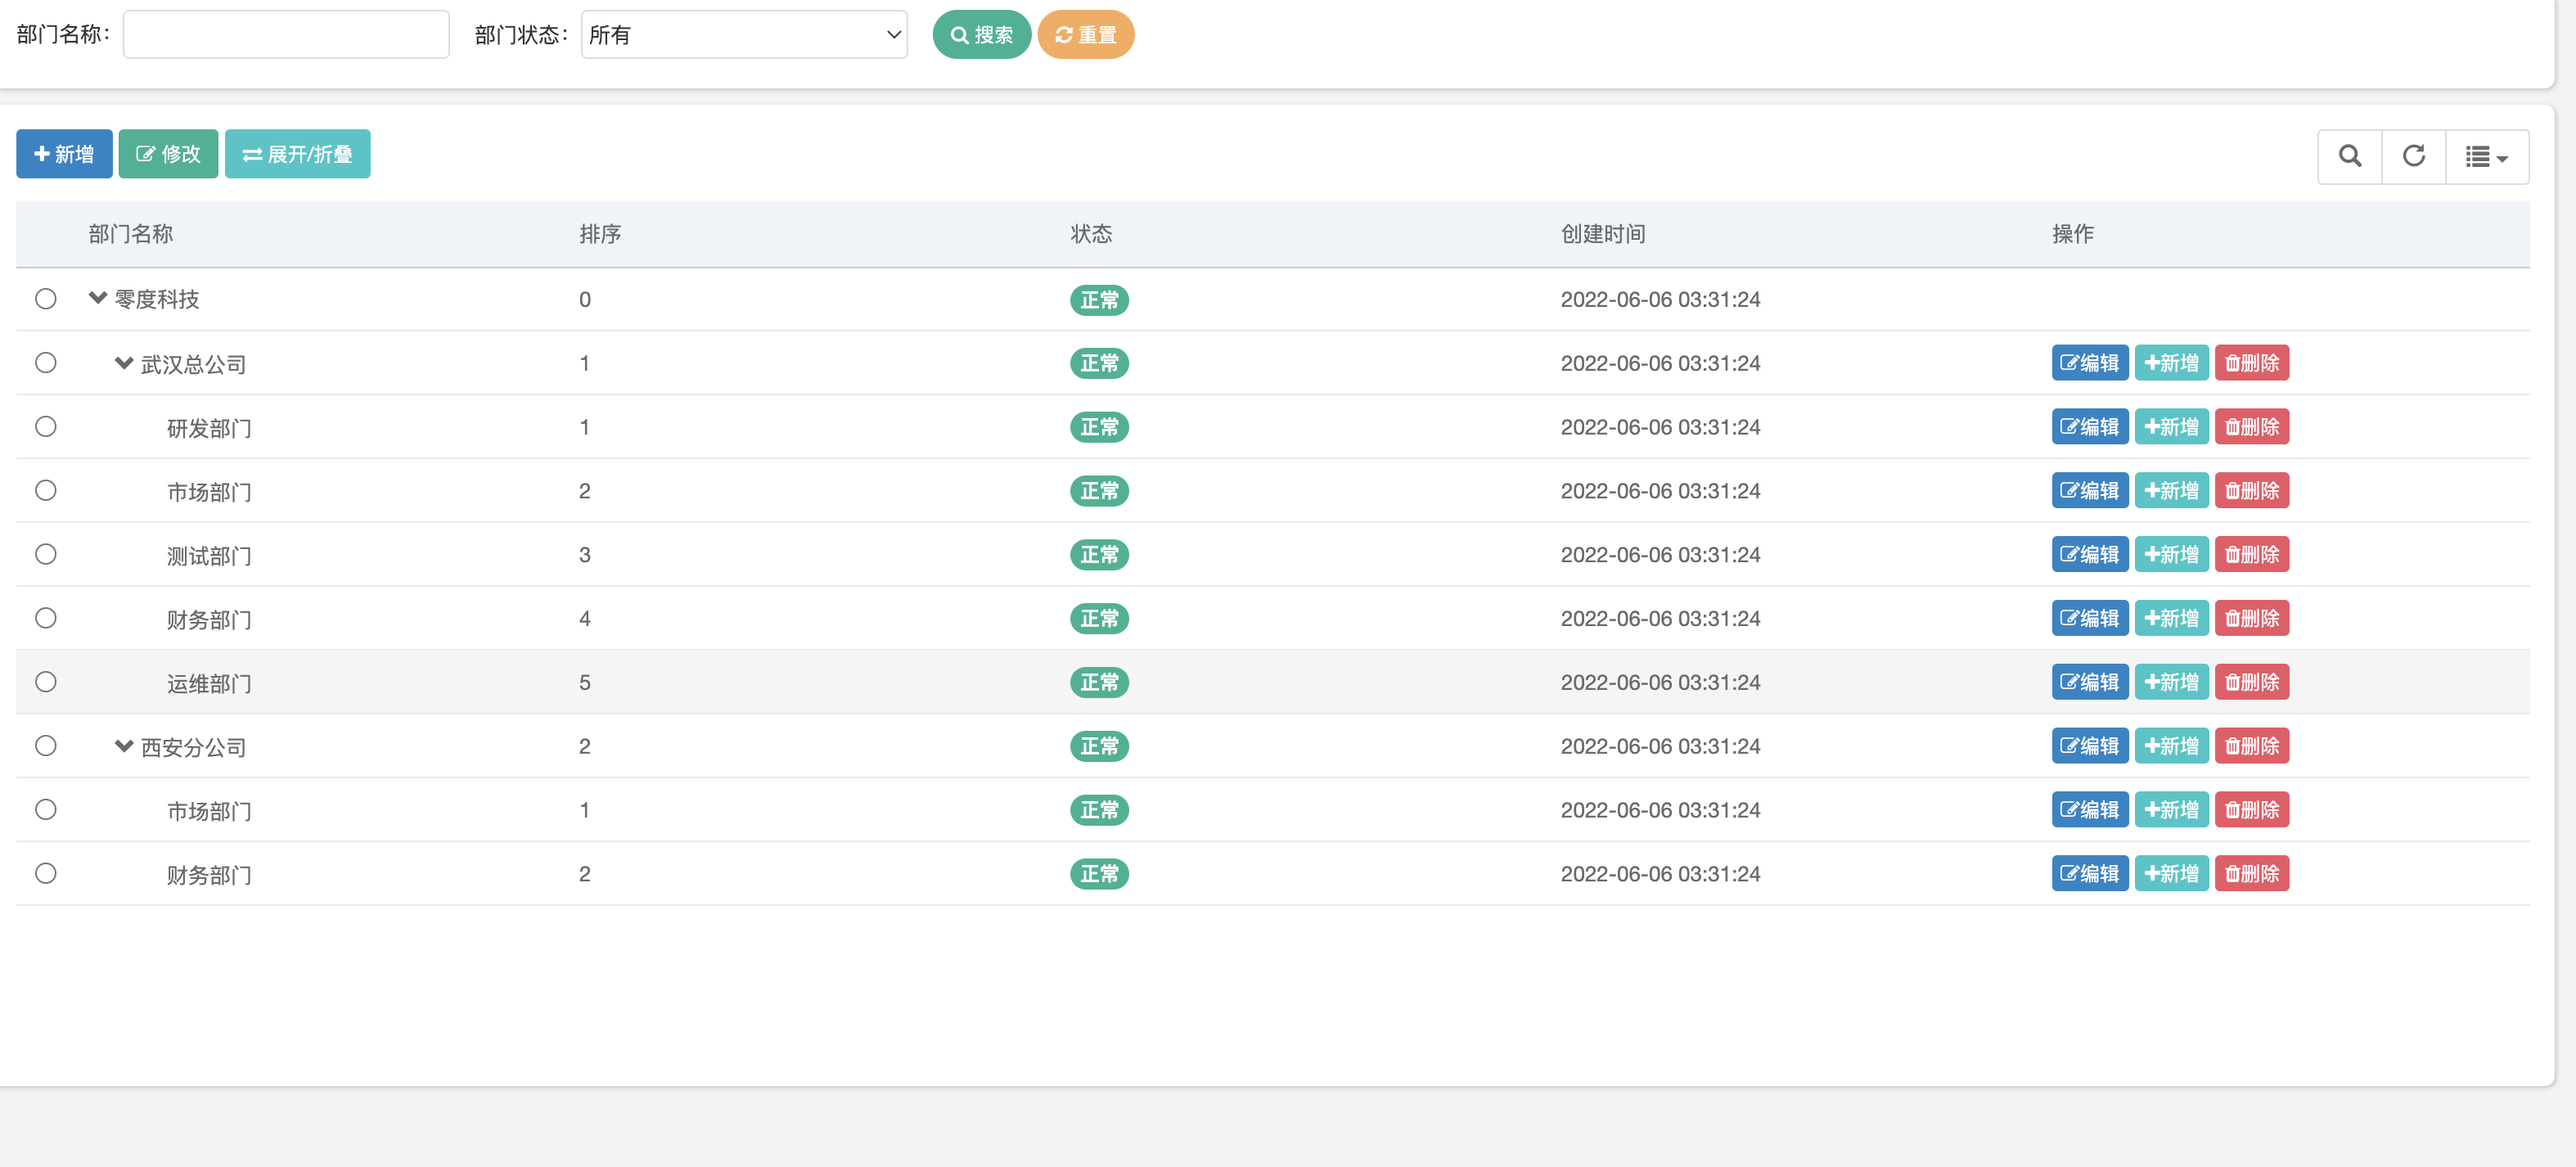 部门名称： 部门状态： 所有 搜索 重置
新增 修改 展开/折叠
部门名称 排序 状态 创建时间 操作
零度科技 0 正常 2022-06-06 03:31:24
武汉总公司 1 正常 2022-06-06 03:31:24 编辑 新增 删除
研发部门 1 正常 2022-06-06 03:31:24 编辑 新增 删除
市场部门 2 正常 2022-06-06 03:31:24 编辑 新增 删除
测试部门 3 正常 2022-06-06 03:31:24 编辑 新增 删除
财务部门 4 正常 2022-06-06 03:31:24 编辑 新增 删除
运维部门 5 正常 2022-06-06 03:31:24 编辑 新增 删除
西安分公司 2 正常 2022-06-06 03:31:24 编辑 新增 删除
市场部门 1 正常 2022-06-06 03:31:24 编辑 新增 删除
财务部门 2 正常 2022-06-06 03:31:24 编辑 新增 删除